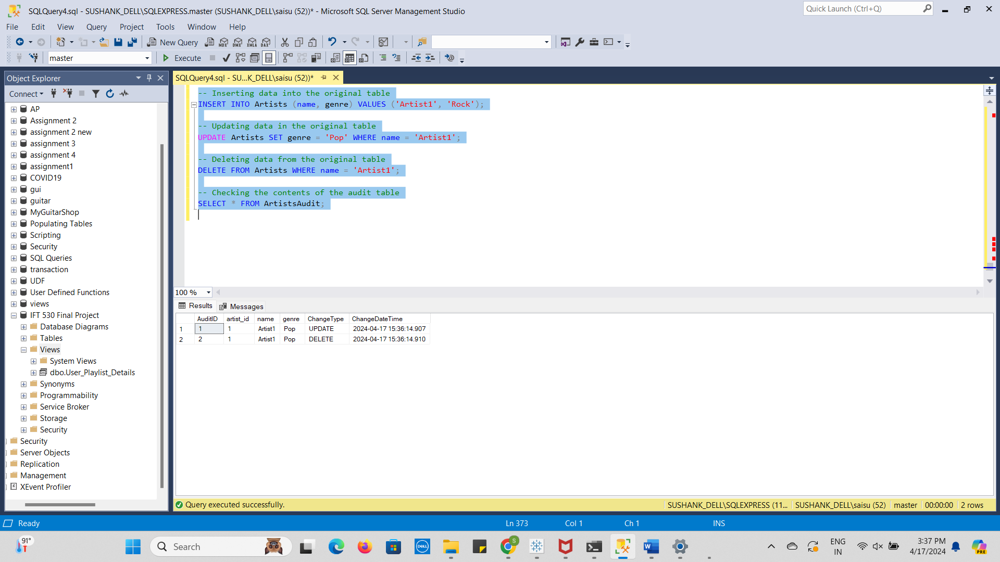 SQLQuery4.sql - SUSHANK_DELL\SQLEXPRESS.master (SUSHANK_DELL\saisu (52))* - Microsoft SQL Server Management Studio
Quick Launch (Ctrl+Q)
File Edit View Query Project Tools Window Help
New Query MDX DMX XMLA DAX
master Execute
Object Explorer
SQLQuery4.sql - SU...K_DELL\saisu (52))*
Connect
AP
Assignment 2
assignment 2 new
assignment 3
assignment 4
assignment1
COVID19
gui
guitar
MyGuitarShop
Populating Tables
Scripting
Security
SQL Queries
transaction
UDF
User Defined Functions
views
IFT 530 Final Project
Database Diagrams
Tables
Views
System Views
dbo.User_Playlist_Details
Synonyms
Programmability
Service Broker
Storage
Security
Security
Server Objects
Replication
Management
XEvent Profiler
-- Inserting data into the original table
INSERT INTO Artists (name, genre) VALUES ('Artist1', 'Rock');
-- Updating data in the original table
UPDATE Artists SET genre = 'Pop' WHERE name = 'Artist1';
-- Deleting data from the original table
DELETE FROM Artists WHERE name = 'Artist1';
-- Checking the contents of the audit table
SELECT * FROM ArtistsAudit;
100 %
Results Messages
AuditID artist_id name genre ChangeType ChangeDateTime
1 1 1 Artist1 Pop UPDATE 2024-04-17 15:36:14.907
2 2 1 Artist1 Pop DELETE 2024-04-17 15:36:14.910
Query executed successfully. SUSHANK_DELL\SQLEXPRESS (11... SUSHANK_DELL\saisu (52) master 00:00:00 2 rows
Ready Ln 373 Col 1 Ch 1 INS
91°
Search
DELL
S
W
ENG
IN
3:37 PM
4/17/2024
PRE